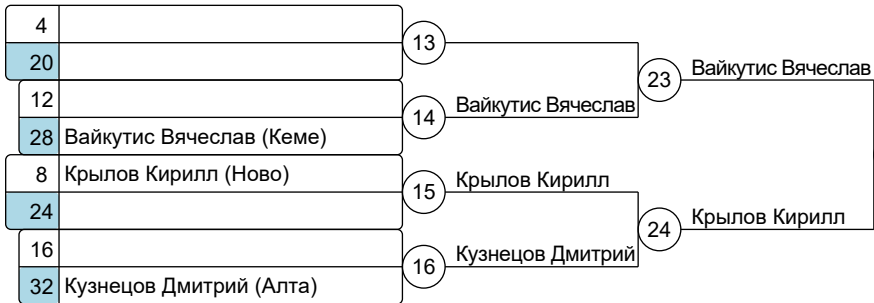 4
13
20
23 Вайкутис Вячеслав
12
14 Вайкутис Вячеслав
28 Вайкутис Вячеслав (Кеме)
8 Крылов Кирилл (Ново)
15 Крылов Кирилл
24
24 Крылов Кирилл
16
16 Кузнецов Дмитрий
32 Кузнецов Дмитрий (Алта)